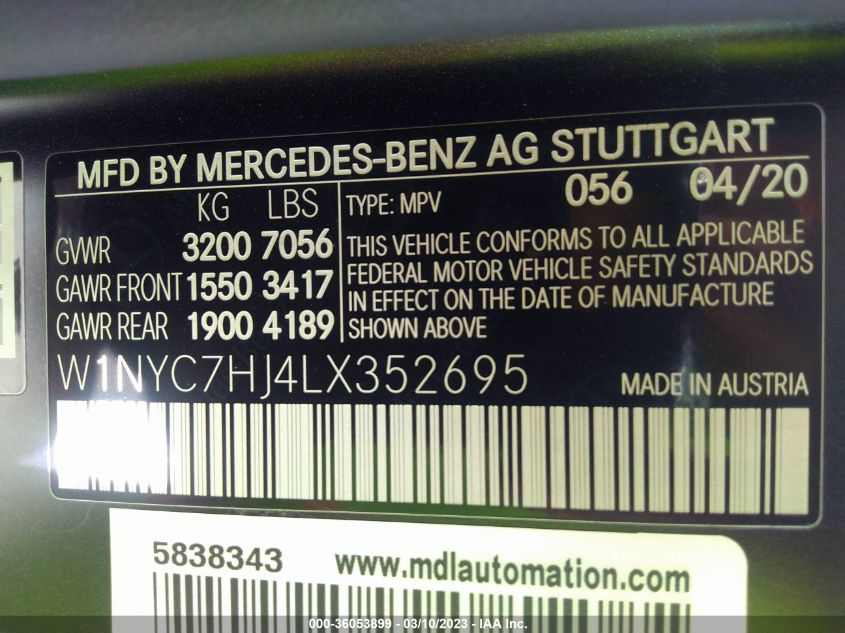 MFD BY MERCEDES-BENZ AG STUTTGART
KG LBS TYPE: MPV 056 04/20
GVWR 3200 7056
GAWR FRONT 1550 3417
GAWR REAR 1900 4189
THIS VEHICLE CONFORMS TO ALL APPLICABLE
FEDERAL MOTOR VEHICLE SAFETY STANDARDS
IN EFFECT ON THE DATE OF MANUFACTURE
SHOWN ABOVE
W1NYC7HJ4LX352695 MADE IN AUSTRIA
5838343 www.mdlautomation.com
000-36053899 - 03/10/2023 - IAA Inc.